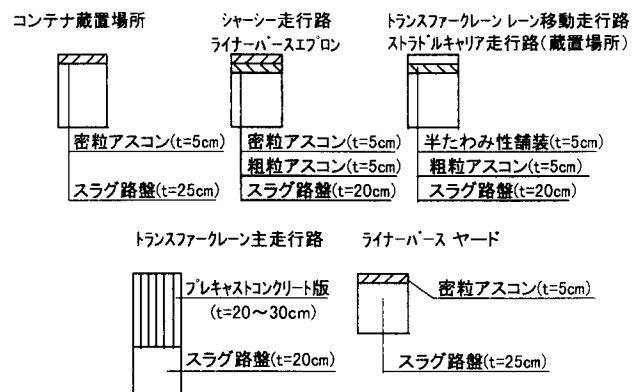 コンテナ蔵置場所
シャーシー走行路
ライナーバースエプロン
トランスファークレーン レーン移動走行路
ストラドルキャリア走行路(蔵置場所)
密粒アスコン(t=5cm)
スラグ路盤(t=25cm)
密粒アスコン(t=5cm)
粗粒アスコン(t=5cm)
スラグ路盤(t=20cm)
半たわみ性舗装(t=5cm)
粗粒アスコン(t=5cm)
スラグ路盤(t=20cm)
トランスファークレーン主走行路
プレキャストコンクリート版
(t=20～30cm)
スラグ路盤(t=20cm)
ライナーバース ヤード
密粒アスコン(t=5cm)
スラグ路盤(t=25cm)